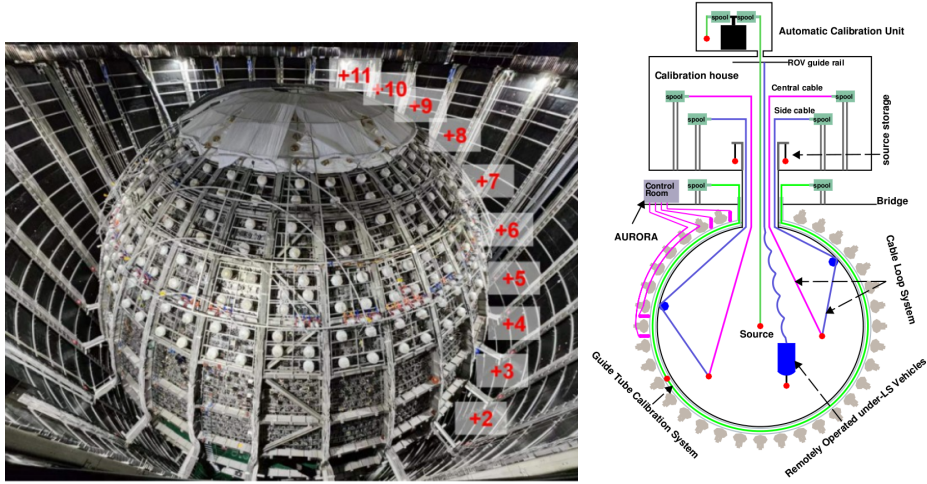 +11
+10
+9
+8
+7
+6
+5
+4
+3
+2
spool spool
Automatic Calibration Unit
ROV guide rail
Calibration house
Central cable
spool
spool
Side cable
spool
spool
source storage
Control
Room
spool
spool
Bridge
AURORA
Cable Loop System
Source
Guide Tube Calibration System
Remotely Operated under-LS Vehicles